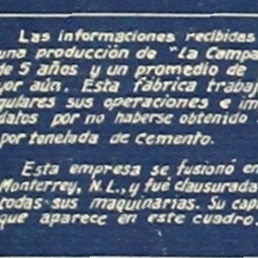 Las informaciones recibidas
una producción de "La Campa
de 5 años y un promedio de
yor aún. Esta fábrica trabaj
gulares sus operaciones e im
datos por no haberse obtenido
por tonelada de cemento.
Esta empresa se fusionó en
Monterrey, N.L., y fué clausurada
todas sus maquinarias. Su cap
que aparece en este cuadro.